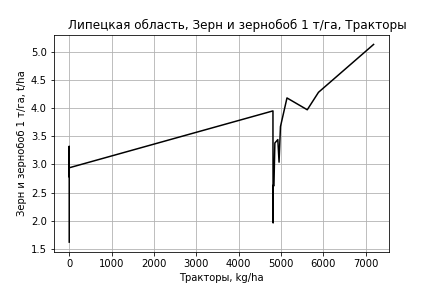 Липецкая область, Зерн и зернобоб 1 т/га, Тракторы
5.0
4.5
4.0
3.5
3.0
2.5
2.0
1.5
Зерн и зернобоб 1 т/га, t/ha
0 1000 2000 3000 4000 5000 6000 7000
Тракторы, kg/ha